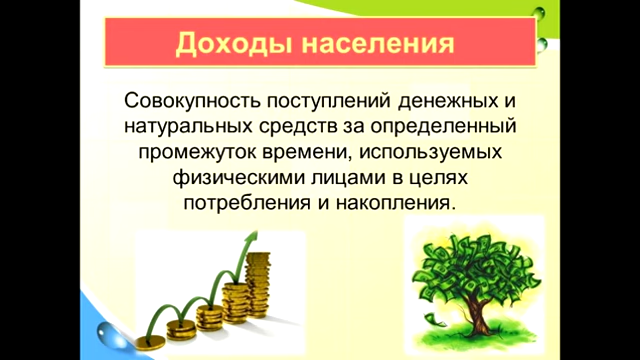 Доходы населения
Совокупность поступлений денежных и
натуральных средств за определенный
промежуток времени, используемых
физическими лицами в целях
потребления и накопления.